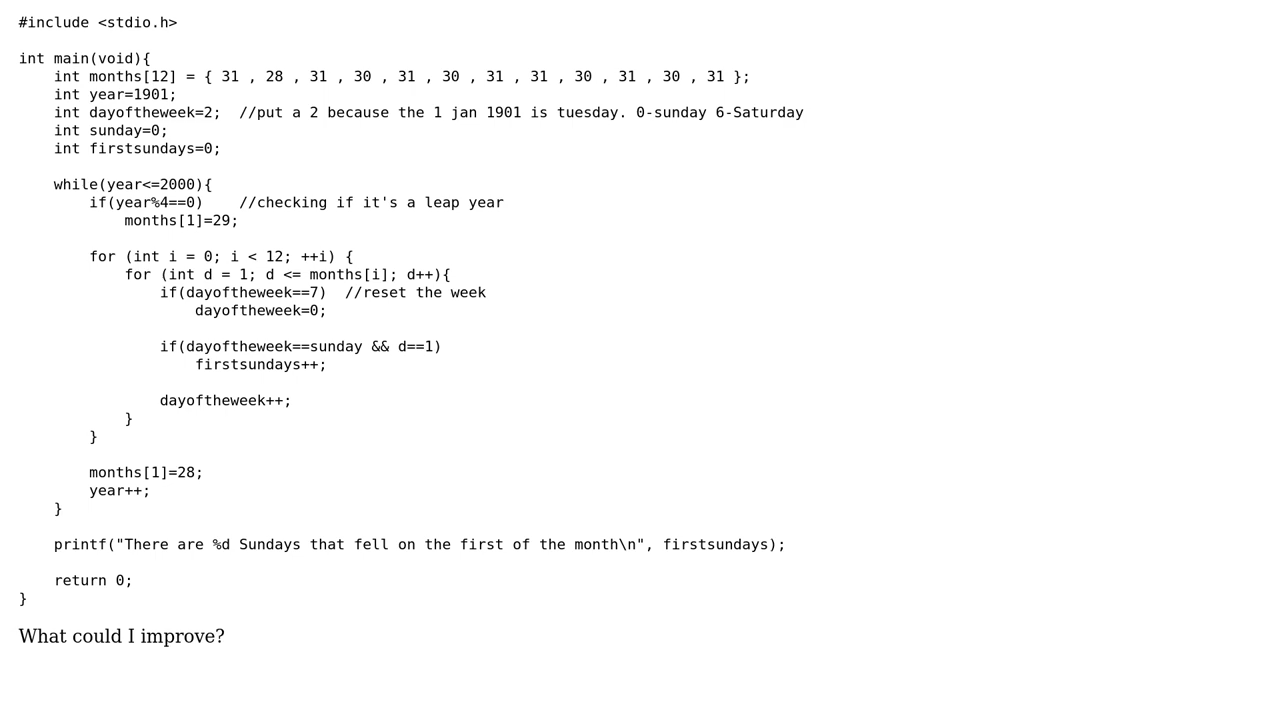 #include <stdio.h>

int main(void){
    int months[12] = { 31 , 28 , 31 , 30 , 31 , 30 , 31 , 31 , 30 , 31 , 30 , 31 };
    int year=1901;
    int dayoftheweek=2;  //put a 2 because the 1 jan 1901 is tuesday. 0-sunday 6-Saturday
    int sunday=0;
    int firstsundays=0;

    while(year<=2000){
        if(year%4==0)    //checking if it's a leap year
            months[1]=29;

        for (int i = 0; i < 12; ++i) {
            for (int d = 1; d <= months[i]; d++){
                if(dayoftheweek==7)  //reset the week
                    dayoftheweek=0;

                if(dayoftheweek==sunday && d==1)
                    firstsundays++;

                dayoftheweek++;
            }
        }

        months[1]=28;
        year++;
    }

    printf("There are %d Sundays that fell on the first of the month\n", firstsundays);

    return 0;
}
What could I improve?